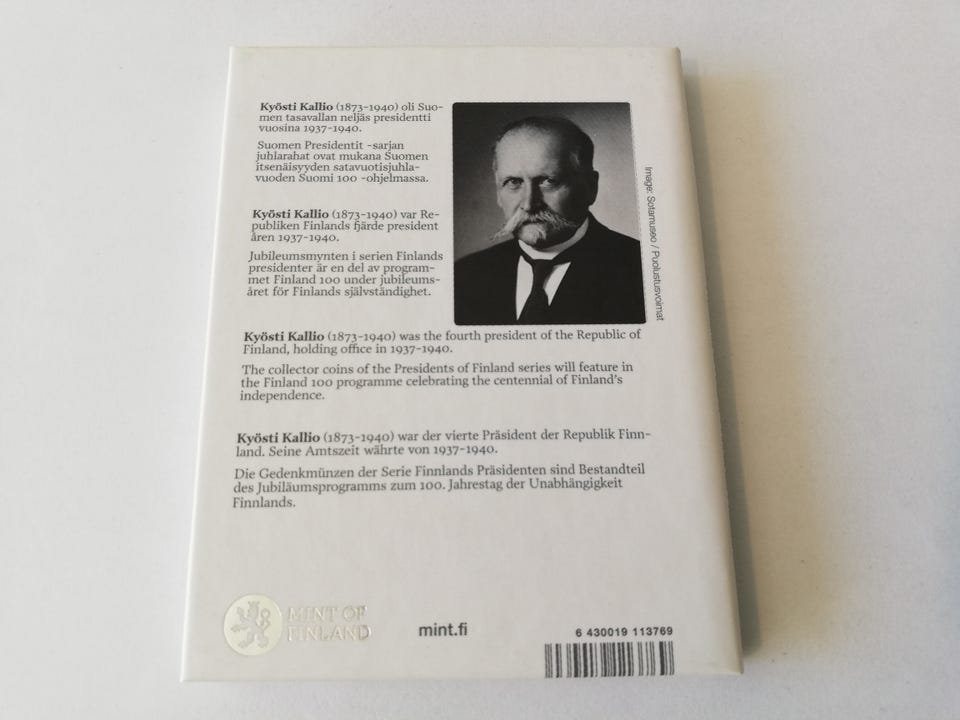 Kyösti Kallio (1873-1940) oli Suo-
men tasavallan neljäs presidentti
vuosina 1937-1940.
Suomen Presidentit -sarjan
juhlarahat ovat mukana Suomen
itsenäisyyden satavuotisjuhla-
vuoden Suomi 100 -ohjelmassa.
Kyösti Kallio (1873-1940) var Re-
publiken Finlands fjärde president
åren 1937-1940.
Jubileumsmynten i serien Finlands
presidenter är en del av program-
met Finland 100 under jubileums-
året för Finlands självständighet.
Image: Sotamuseo / Puolustusvoimat
Kyösti Kallio (1873-1940) was the fourth president of the Republic of
Finland, holding office in 1937-1940.
The collector coins of the Presidents of Finland series will feature in
the Finland 100 programme celebrating the centennial of Finland's
independence.
Kyösti Kallio (1873-1940) war der vierte Präsident der Republik Finn-
land. Seine Amtszeit währte von 1937-1940.
Die Gedenkmünzen der Serie Finnlands Präsidenten sind Bestandteil
des Jubiläumsprogramms zum 100. Jahrestag der Unabhängigkeit
Finnlands.
MINT OF
FINLAND
mint.fi
6 430019 113769